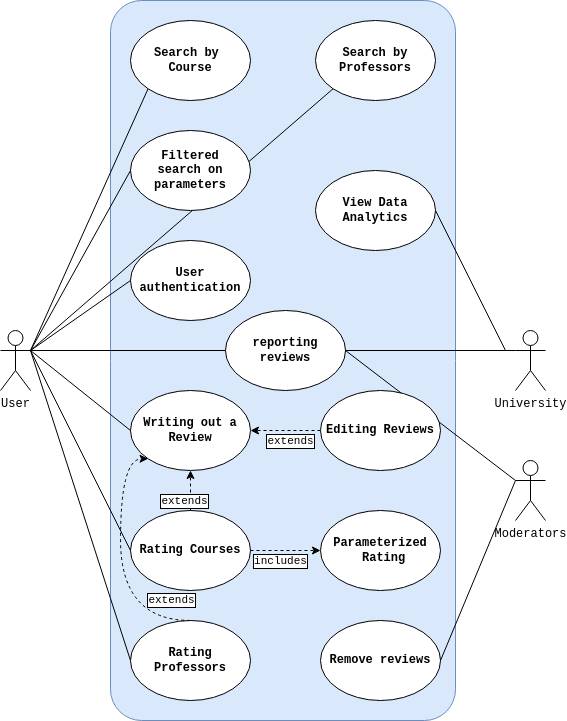 Search by
Course
Search by
Professors
Filtered
search on
parameters
View Data
Analytics
User
authentication
reporting
reviews
User
University
Writing out a
Review
extends
Editing Reviews
extends
Moderators
Rating Courses
includes
Parameterized
Rating
extends
Rating
Professors
Remove reviews